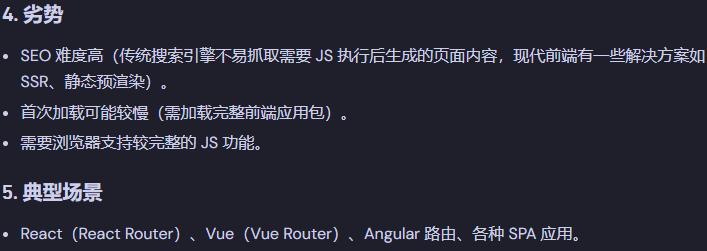 4. 劣势
• SEO 难度高（传统搜索引擎不易抓取需要 JS 执行后生成的页面内容，现代前端有一些解决方案如
SSR、静态预渲染）。
• 首次加载可能较慢（需加载完整前端应用包）。
• 需要浏览器支持较完整的 JS 功能。
5. 典型场景
• React（React Router）、Vue（Vue Router）、Angular 路由、各种 SPA 应用。